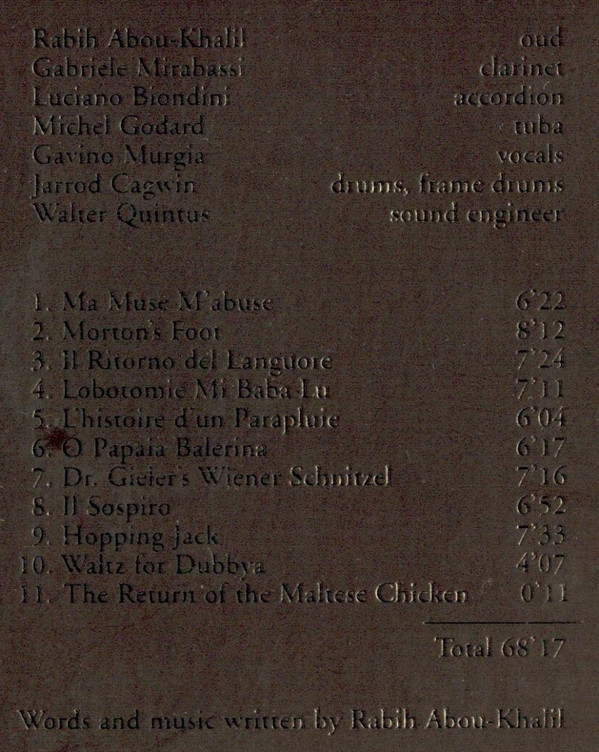 Rabih Abou-Khalil oud
Gabriele Mirabassi clarinet
Luciano Biondini accordion
Michel Godard tuba
Gavino Murgia vocals
Jarrod Cagwin drums, frame drums
Walter Quintus sound engineer
1. Ma Muse M'abuse 6'22
2. Morton's Foot 8'12
3. Il Ritorno del Languore 7'24
4. Lobotomie Mi Baba Lu 7'11
5. L'histoire d'un Parapluie 6'04
6. O Papaia Balerina 6'17
7. Dr. Gieler's Wiener Schnitzel 7'16
8. Il Sospiro 6'52
9. Hopping Jack 7'33
10. Waltz for Dubbya 4'07
11. The Return of the Maltese Chicken 0'11
Total 68'17
Words and music written by Rabih Abou-Khalil